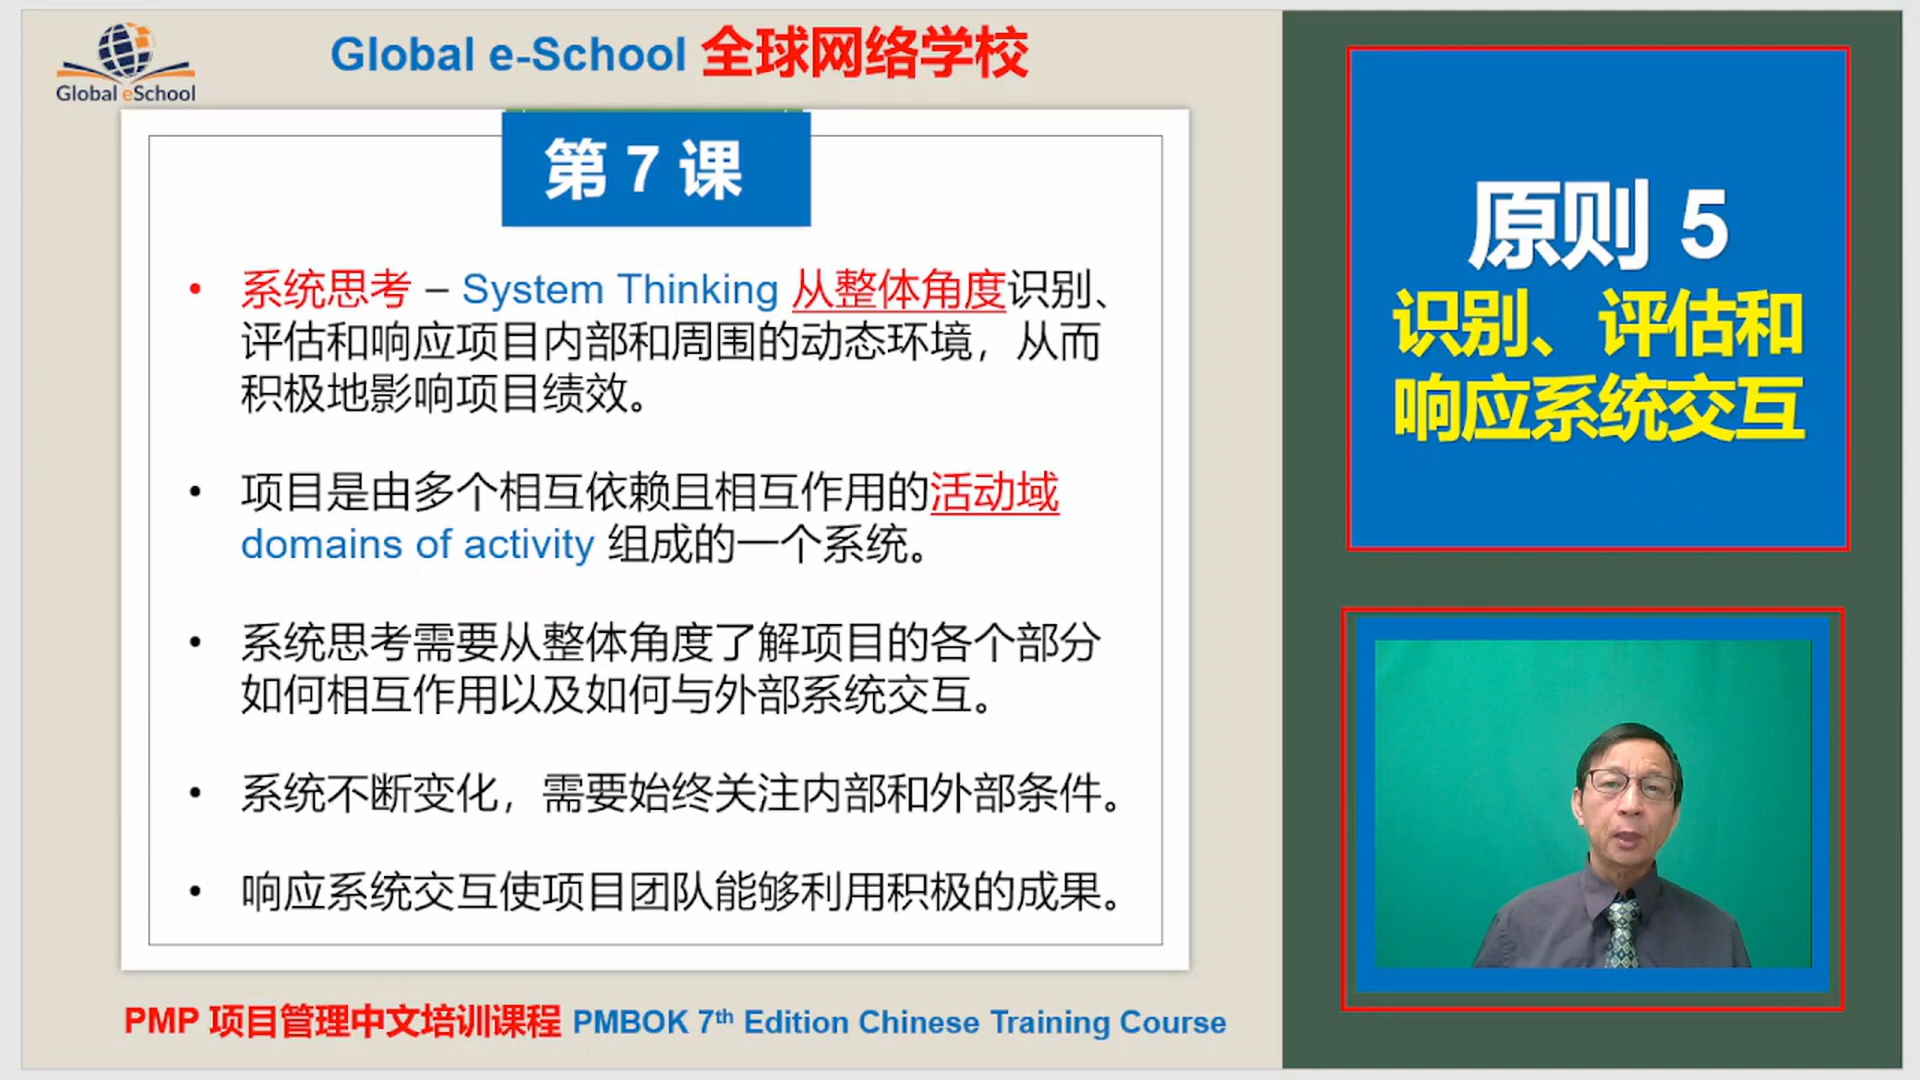 Global eSchool
Global e-School 全球网络学校
第 7 课
• 系统思考 – System Thinking 从整体角度识别、
评估和响应项目内部和周围的动态环境，从而
积极地影响项目绩效。
• 项目是由多个相互依赖且相互作用的活动域
domains of activity 组成的一个系统。
• 系统思考需要从整体角度了解项目的各个部分
如何相互作用以及如何与外部系统交互。
• 系统不断变化，需要始终关注内部和外部条件。
• 响应系统交互使项目团队能够利用积极的成果。
PMP 项目管理中文培训课程 PMBOK 7th Edition Chinese Training Course
原则 5
识别、评估和
响应系统交互